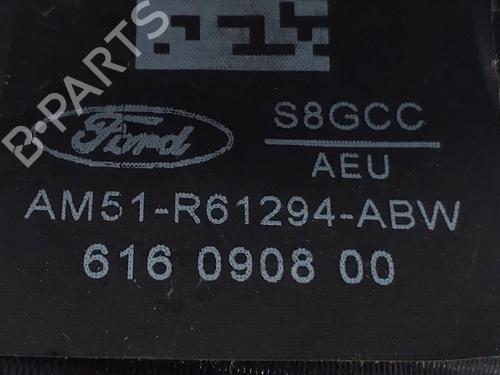 Ford
S8GCC
AEU
AM51-R61294-ABW
616 0908 00
B-PARTS